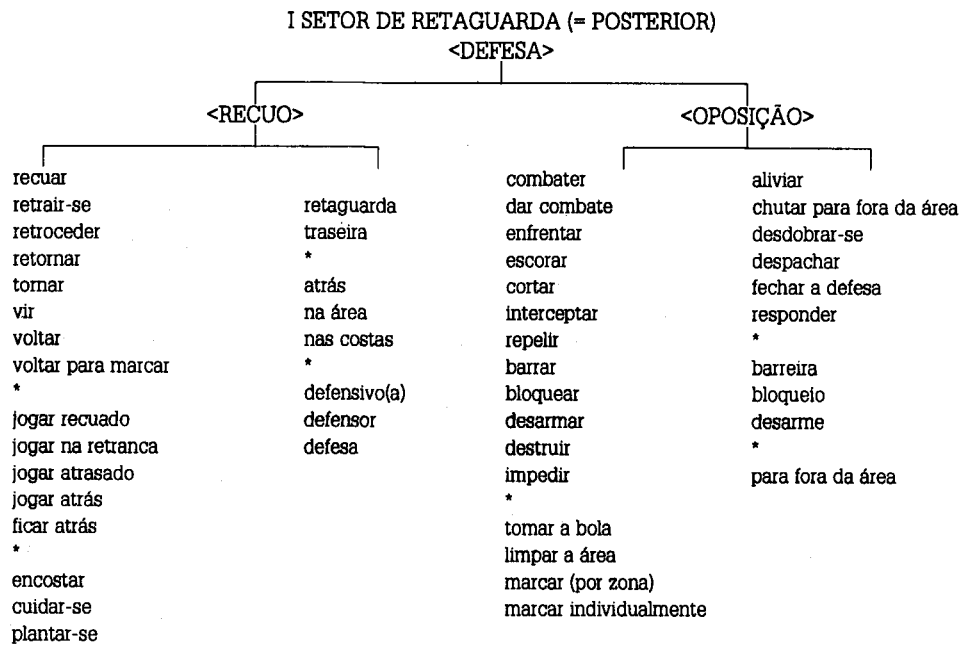 I SETOR DE RETAGUARDA (= POSTERIOR)
<DEFESA>
<RECUO>
recuar
retrair-se
retroceder
retornar
tornar
vir
voltar
voltar para marcar
*
jogar recuado
jogar na retranca
jogar atrasado
jogar atrás
ficar atrás
*
encostar
cuidar-se
plantar-se
retaguarda
traseira
*
atrás
na área
nas costas
*
defensivo(a)
defensor
defesa
<OPOSIÇÃO>
combater
dar combate
enfrentar
escorar
cortar
interceptar
repelir
barrar
bloquear
desarmar
destruir
impedir
*
tomar a bola
limpar a área
marcar (por zona)
marcar individualmente
aliviar
chutar para fora da área
desdobrar-se
despachar
fechar a defesa
responder
*
barreira
bloqueio
desarme
*
para fora da área